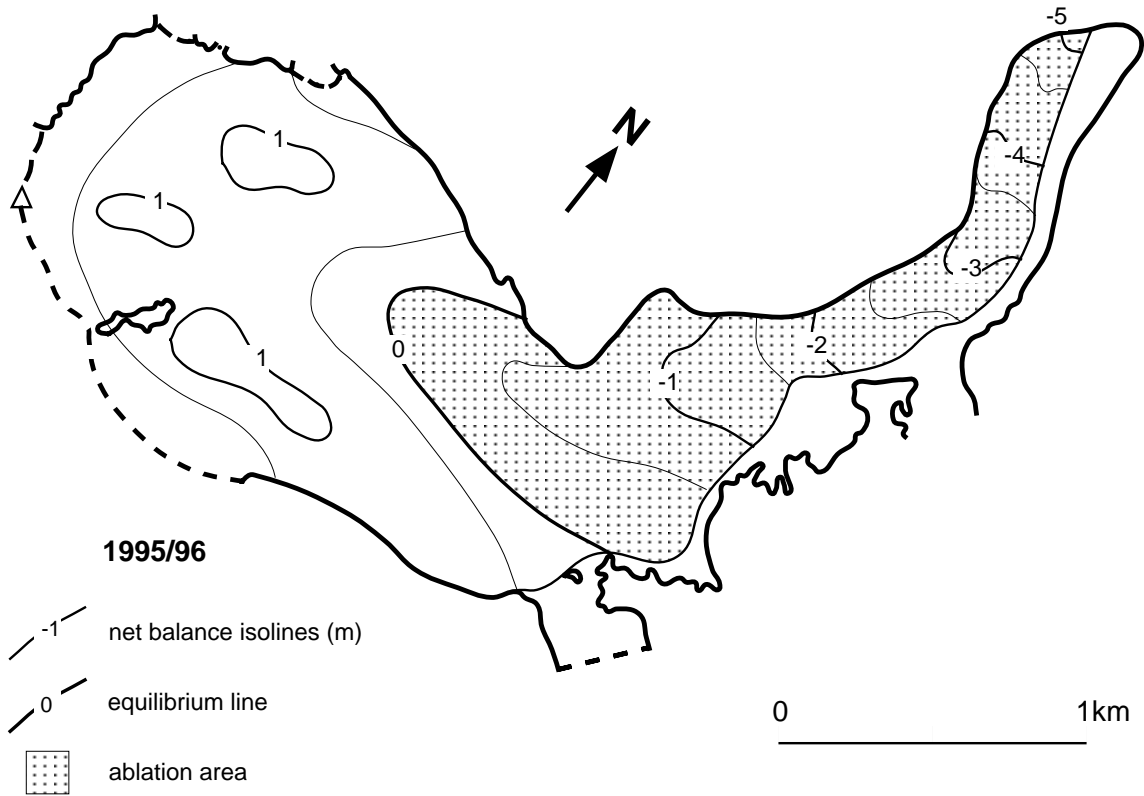 -5
N
1
-4
1
-3
0
1
-2
-1
1995/96
-1 net balance isolines (m)
0 equilibrium line
0 1km
ablation area